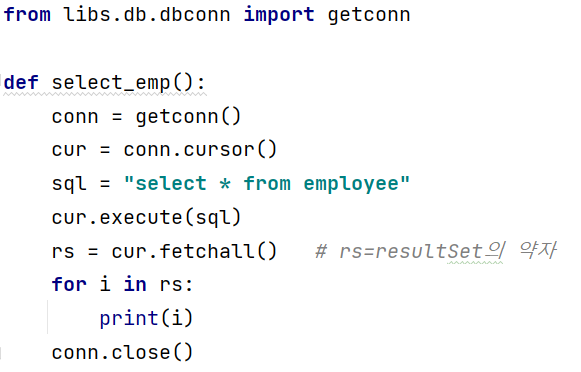 from libs.db.dbconn import getconn
def select_emp():
conn = getconn()
cur = conn.cursor()
sql = "select * from employee"
cur.execute(sql)
rs = cur.fetchall()   # rs=resultSet의 약자
for i in rs:
print(i)
conn.close()